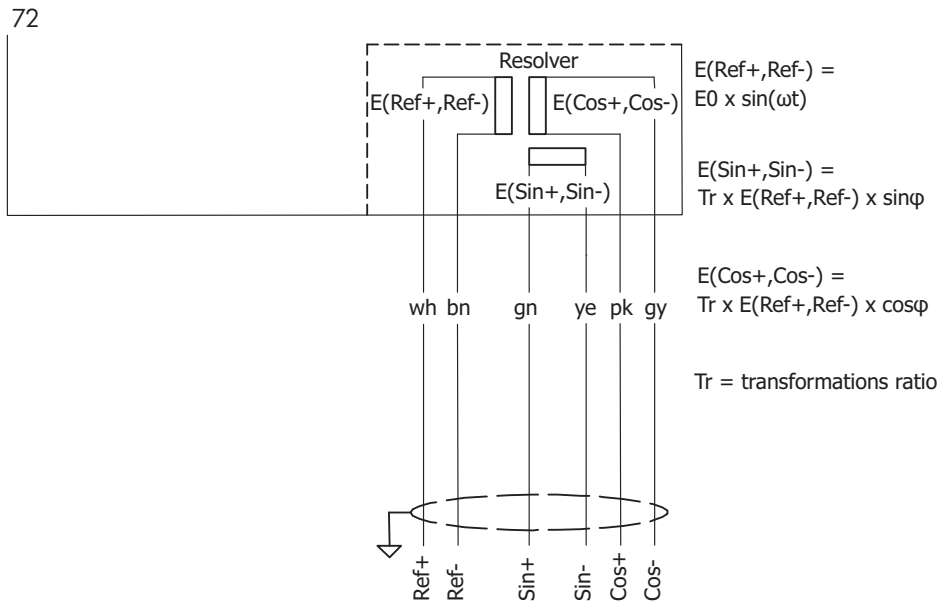 72
Resolver
E(Ref+,Ref-)
E(Cos+,Cos-)
E(Sin+,Sin-)
E(Ref+,Ref-) =
E0 x sin(ωt)
E(Sin+,Sin-) =
Tr x E(Ref+,Ref-) x sinφ
E(Cos+,Cos-) =
Tr x E(Ref+,Ref-) x cosφ
Tr = transformations ratio
wh bn gn ye pk gy
Ref+ Ref- Sin+ Sin- Cos+ Cos-